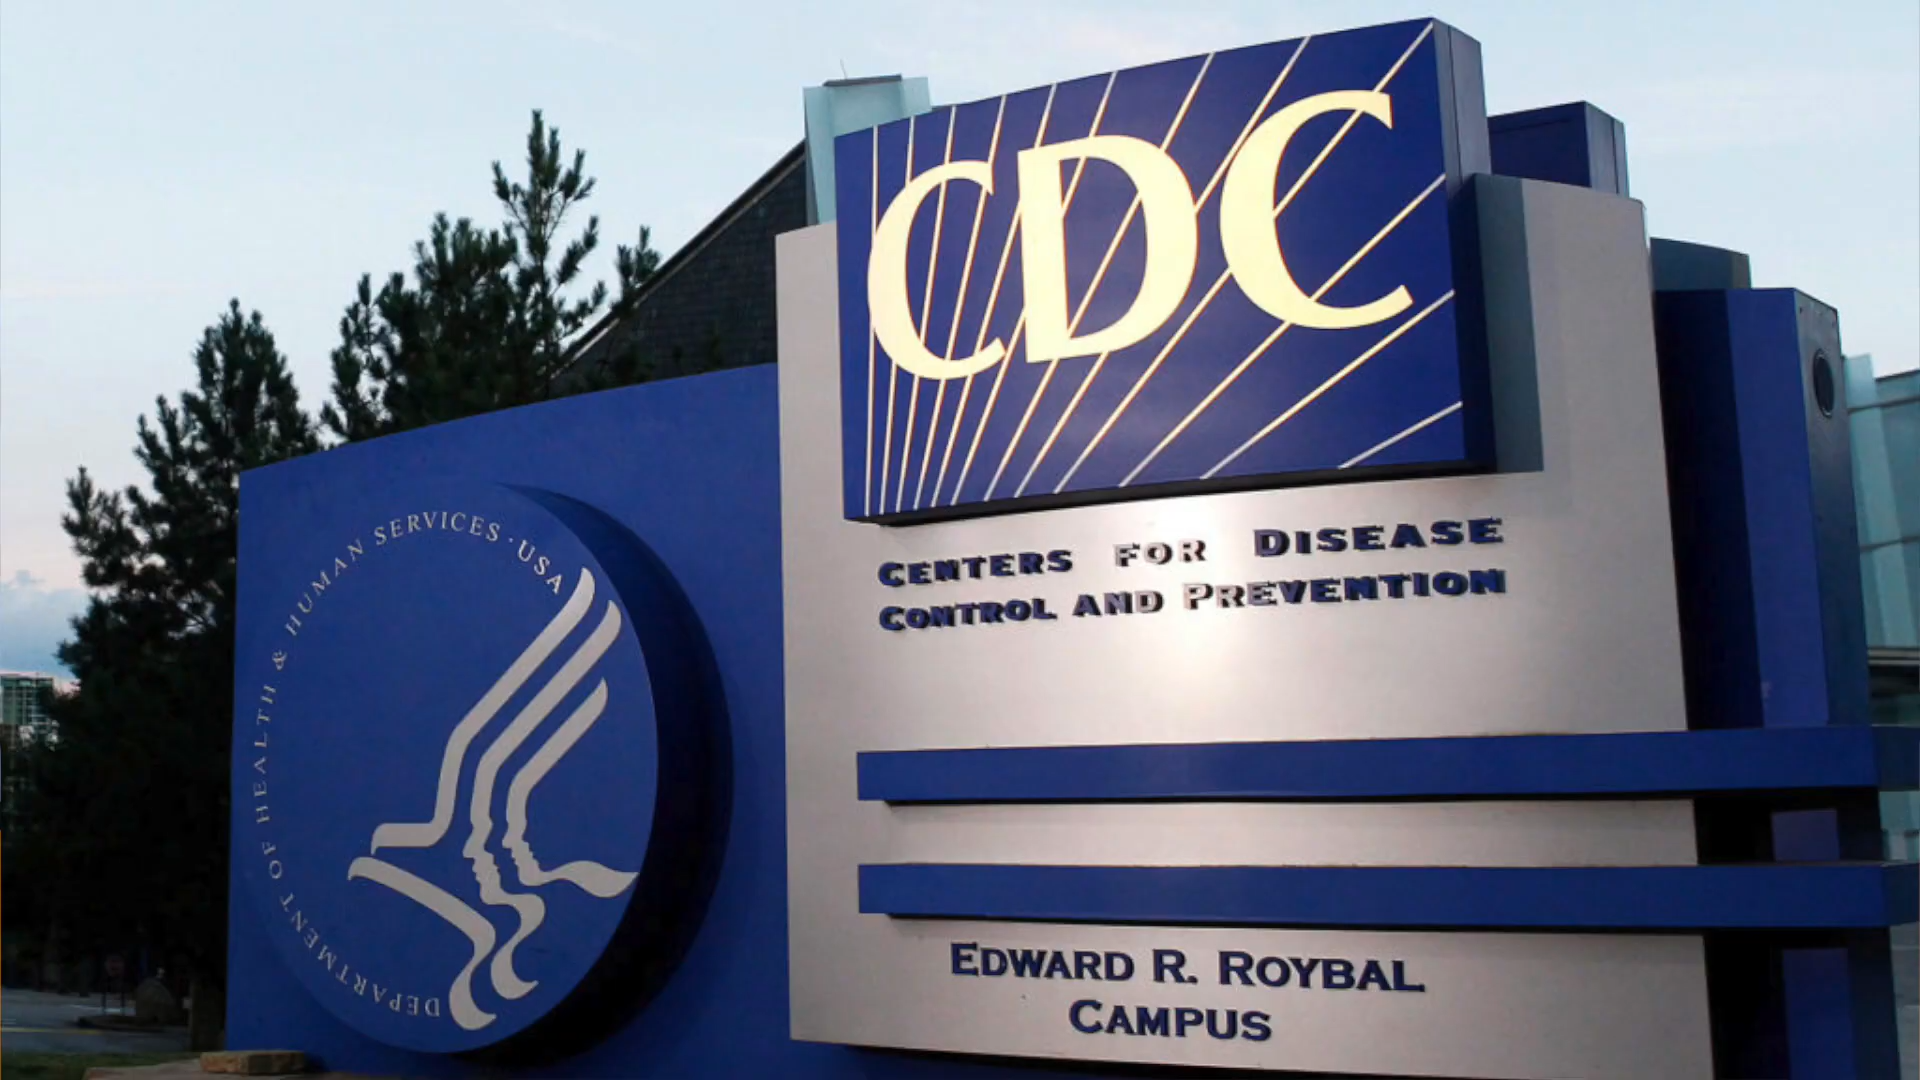 CDC
CENTERS FOR DISEASE
CONTROL AND PREVENTION
EDWARD R. ROYBAL
CAMPUS
DEPARTMENT OF HEALTH & HUMAN SERVICES · USA